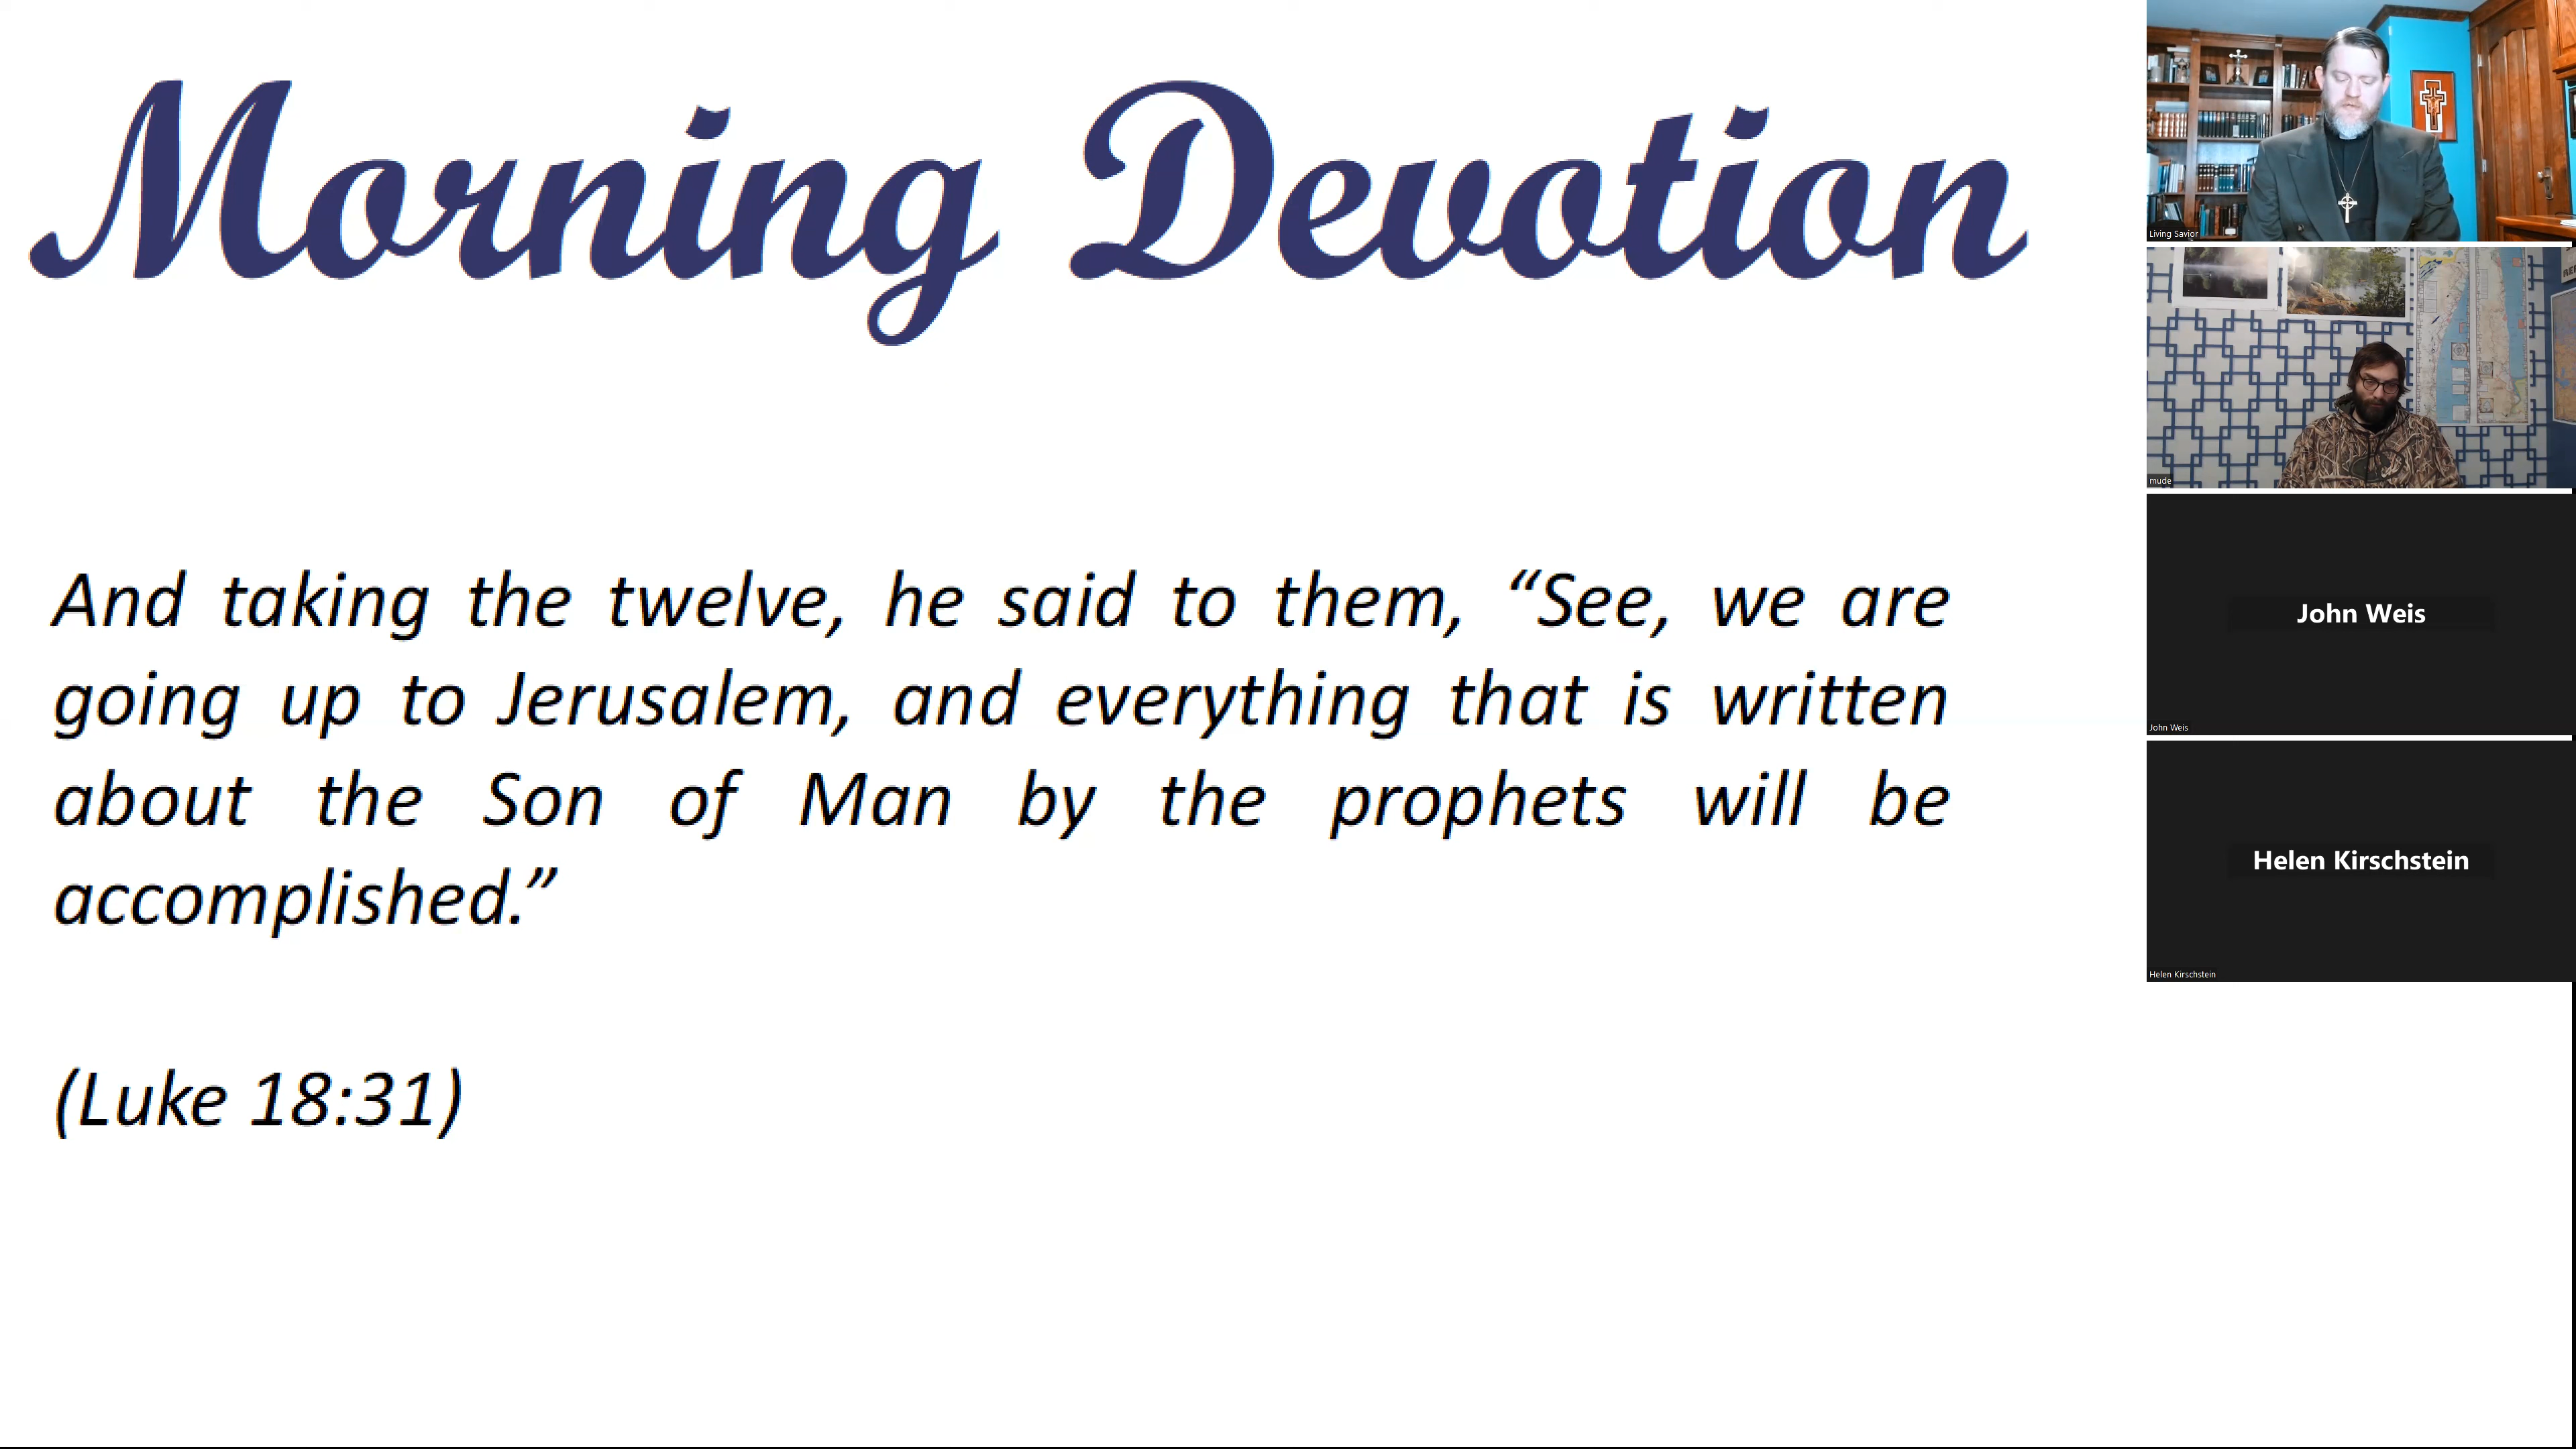 Morning Devotion
And taking the twelve, he said to them, “See, we are
going up to Jerusalem, and everything that is written
about the Son of Man by the prophets will be
accomplished.”
(Luke 18:31)
Living Savior
mude
John Weis
John Weis
Helen Kirschstein
Helen Kirschstein